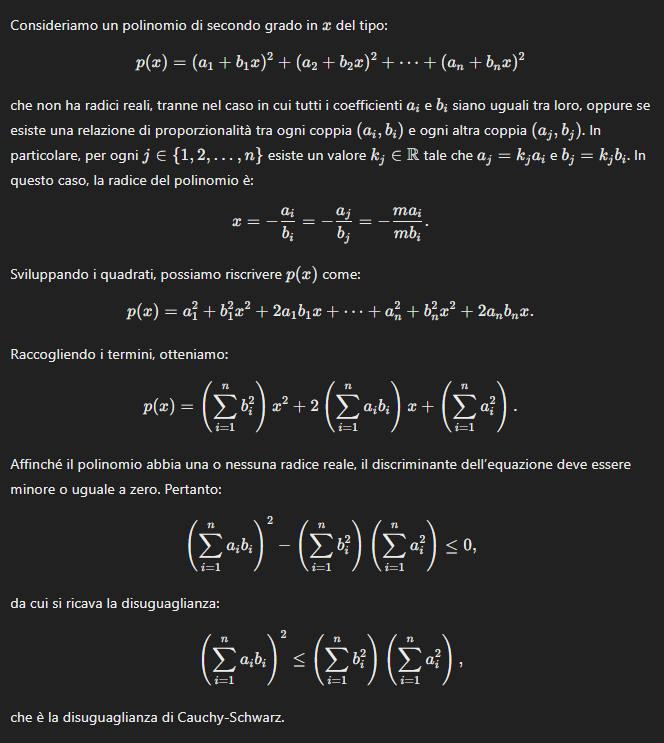 Consideriamo un polinomio di secondo grado in x del tipo:
p(x) = (a₁ + b₁x)² + (a₂ + b₂x)² + ⋯ + (aₙ + bₙx)²
che non ha radici reali, tranne nel caso in cui tutti i coefficienti aᵢ e bᵢ siano uguali tra loro, oppure se
esiste una relazione di proporzionalità tra ogni coppia (aᵢ, bᵢ) e ogni altra coppia (aⱼ, bⱼ). In
particolare, per ogni j ∈ {1, 2, …, n} esiste un valore kⱼ ∈ ℝ tale che aⱼ = kⱼaᵢ e bⱼ = kⱼbᵢ. In
questo caso, la radice del polinomio è:
x = −aᵢ/bᵢ = −aⱼ/bⱼ = −maᵢ/mbᵢ.
Sviluppando i quadrati, possiamo riscrivere p(x) come:
p(x) = a₁² + b₁²x² + 2a₁b₁x + ⋯ + aₙ² + bₙ²x² + 2aₙbₙx.
Raccogliendo i termini, otteniamo:
p(x) = (∑ᵢ₌₁ⁿ bᵢ²) x² + 2 (∑ᵢ₌₁ⁿ aᵢbᵢ) x + (∑ᵢ₌₁ⁿ aᵢ²).
Affinché il polinomio abbia una o nessuna radice reale, il discriminante dell'equazione deve essere
minore o uguale a zero. Pertanto:
(∑ᵢ₌₁ⁿ aᵢbᵢ)² − (∑ᵢ₌₁ⁿ bᵢ²) (∑ᵢ₌₁ⁿ aᵢ²) ≤ 0,
da cui si ricava la disuguaglianza:
(∑ᵢ₌₁ⁿ aᵢbᵢ)² ≤ (∑ᵢ₌₁ⁿ bᵢ²) (∑ᵢ₌₁ⁿ aᵢ²),
che è la disuguaglianza di Cauchy-Schwarz.